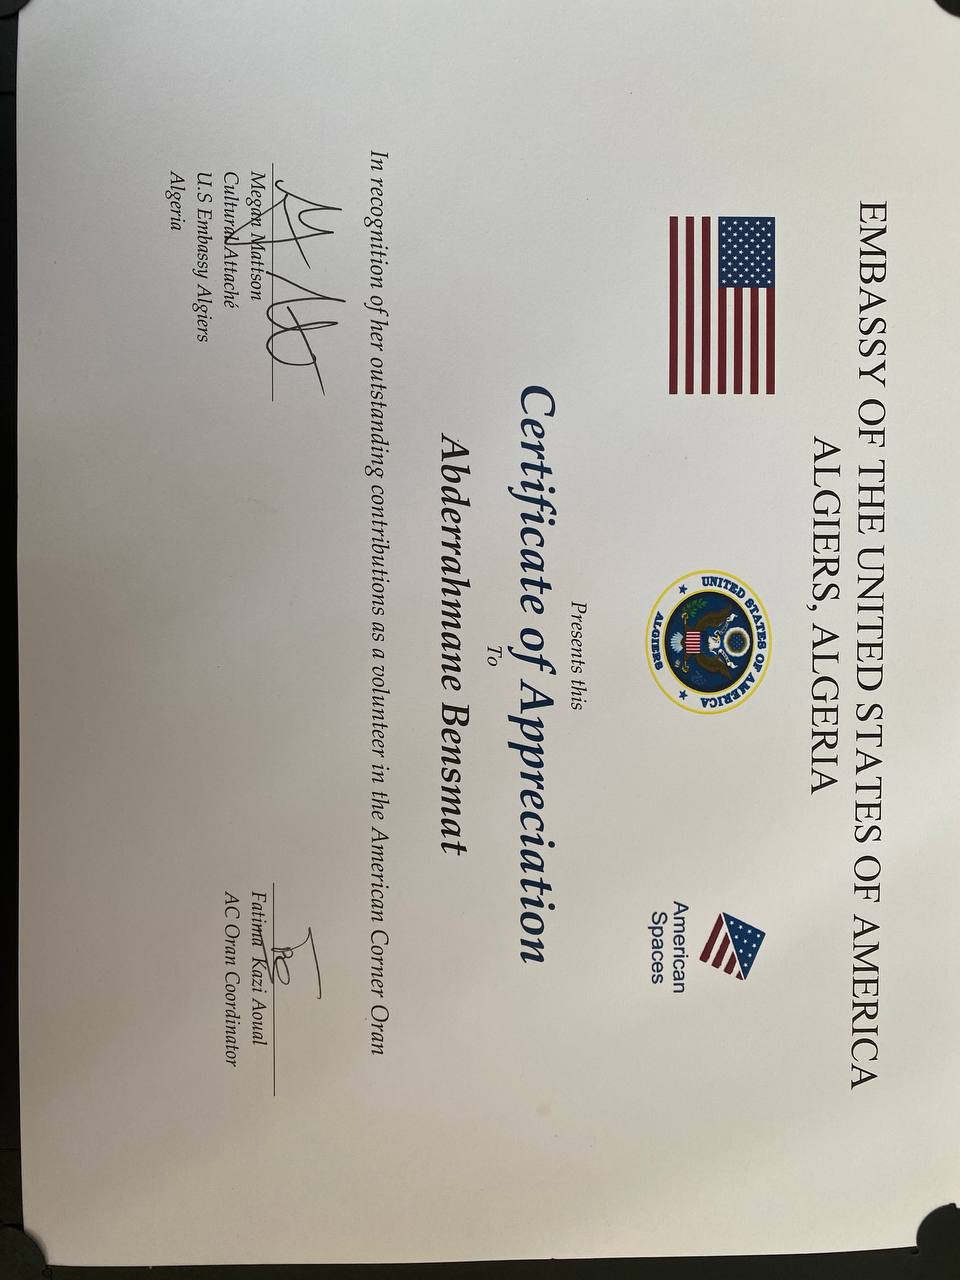 EMBASSY OF THE UNITED STATES OF AMERICA
ALGIERS, ALGERIA
UNITED STATES OF AMERICA
ALGIERS
American
Spaces
Presents this
Certificate of Appreciation
To
Abderrahmane Bensmat
In recognition of her outstanding contributions as a volunteer in the American Corner Oran
Megan Mattson
Cultural Attaché
U.S Embassy Algiers
Algeria
Fatima Kazi Aoual
AC Oran Coordinator